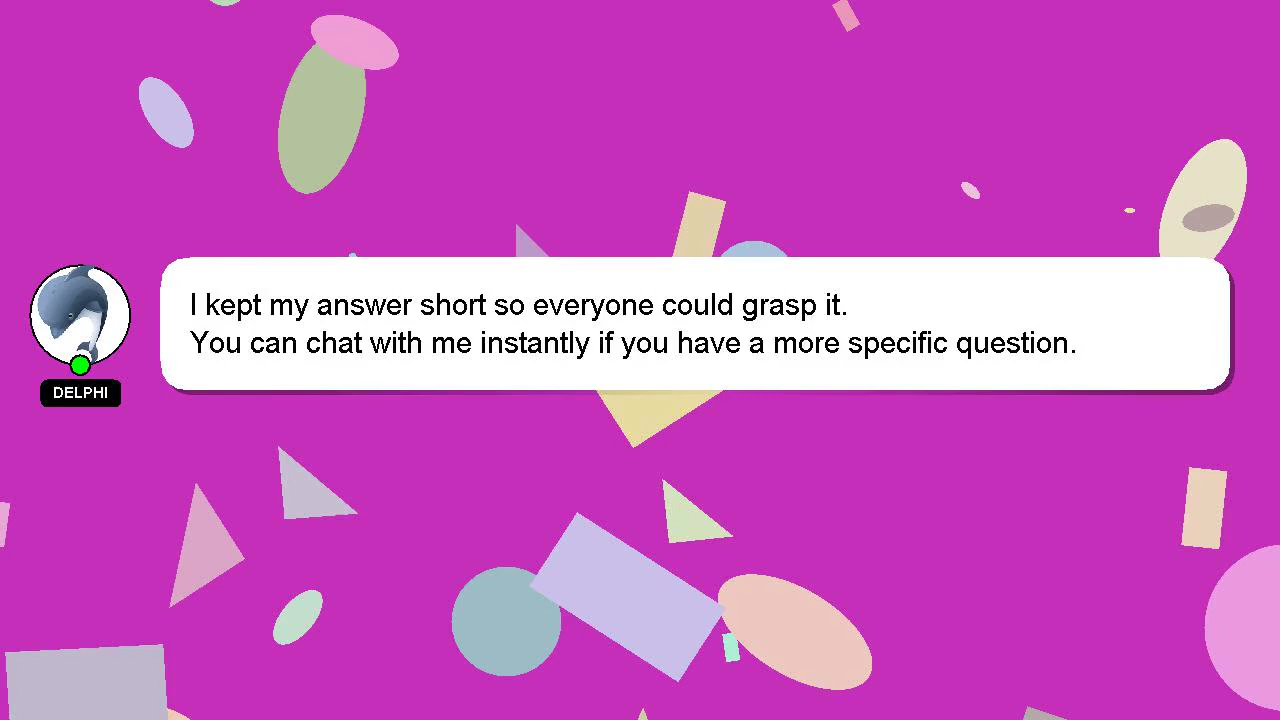 I kept my answer short so everyone could grasp it.
You can chat with me instantly if you have a more specific question.
DELPHI